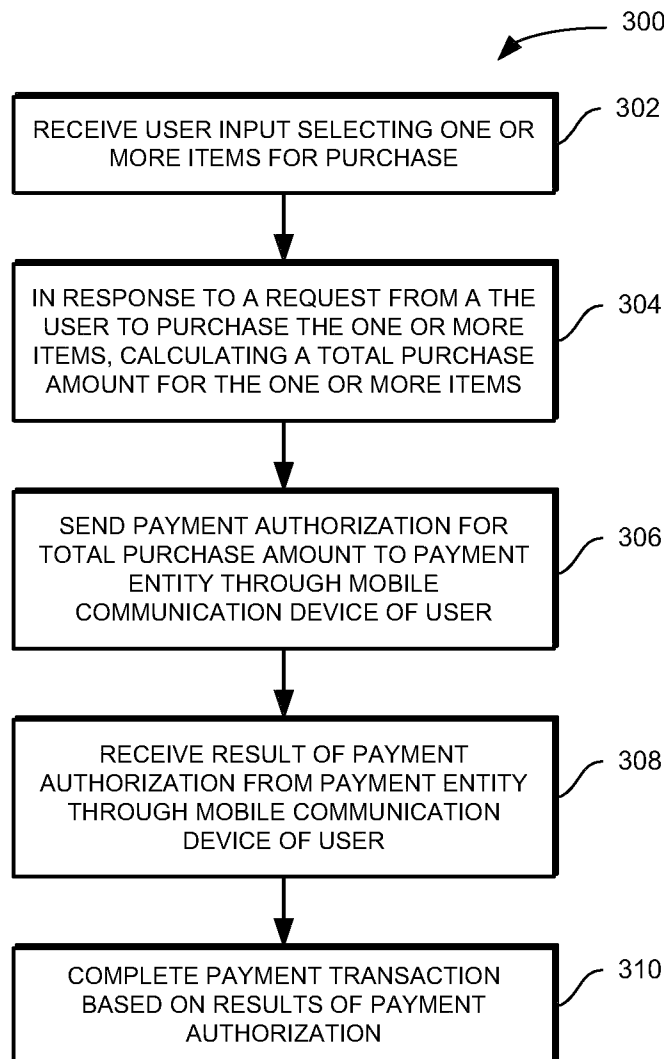 300
RECEIVE USER INPUT SELECTING ONE OR
MORE ITEMS FOR PURCHASE
302
IN RESPONSE TO A REQUEST FROM A THE
USER TO PURCHASE THE ONE OR MORE
ITEMS, CALCULATING A TOTAL PURCHASE
AMOUNT FOR THE ONE OR MORE ITEMS
304
SEND PAYMENT AUTHORIZATION FOR
TOTAL PURCHASE AMOUNT TO PAYMENT
ENTITY THROUGH MOBILE
COMMUNICATION DEVICE OF USER
306
RECEIVE RESULT OF PAYMENT
AUTHORIZATION FROM PAYMENT ENTITY
THROUGH MOBILE COMMUNICATION
DEVICE OF USER
308
COMPLETE PAYMENT TRANSACTION
BASED ON RESULTS OF PAYMENT
AUTHORIZATION
310